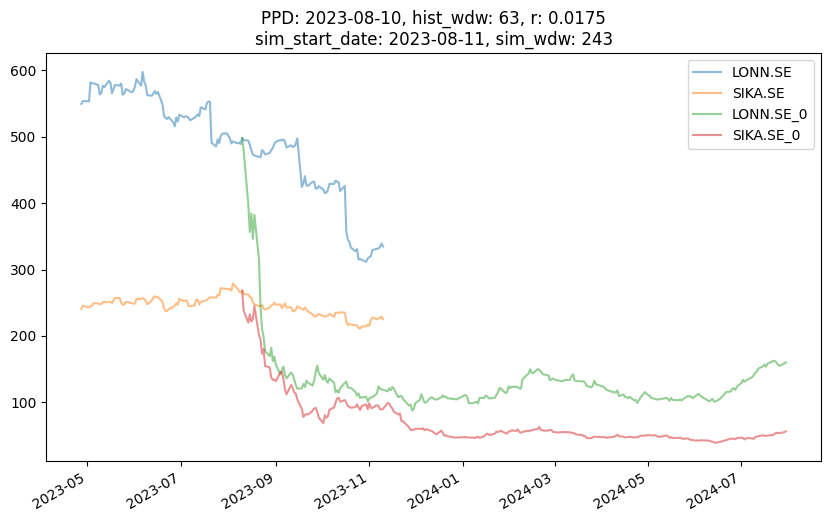 PPD: 2023-08-10, hist_wdw: 63, r: 0.0175
sim_start_date: 2023-08-11, sim_wdw: 243
600
500
400
300
200
100
LONN.SE
SIKA.SE
LONN.SE_0
SIKA.SE_0
2023-05
2023-07
2023-09
2023-11
2024-01
2024-03
2024-05
2024-07